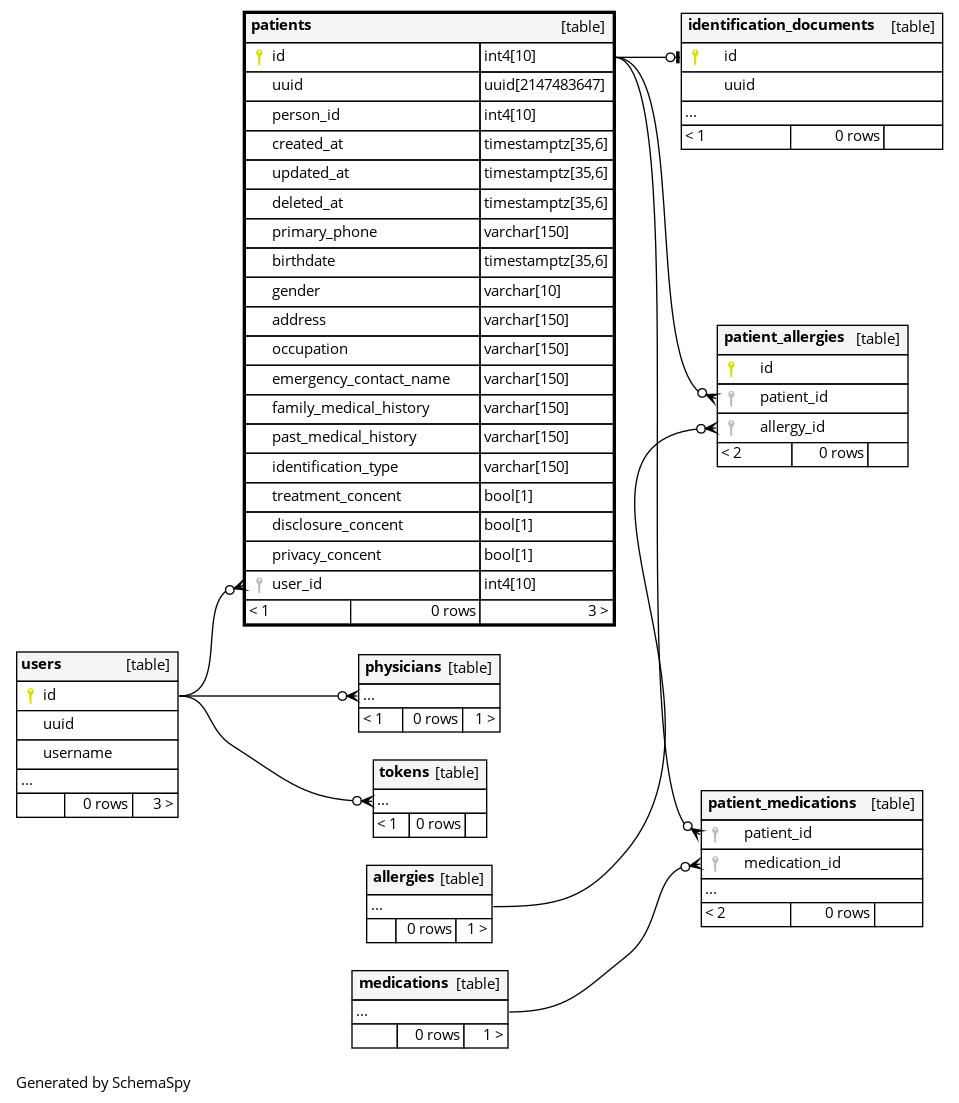 patients [table]
id int4[10]
uuid uuid[2147483647]
person_id int4[10]
created_at timestamptz[35,6]
updated_at timestamptz[35,6]
deleted_at timestamptz[35,6]
primary_phone varchar[150]
birthdate timestamptz[35,6]
gender varchar[10]
address varchar[150]
occupation varchar[150]
emergency_contact_name varchar[150]
family_medical_history varchar[150]
past_medical_history varchar[150]
identification_type varchar[150]
treatment_concent bool[1]
disclosure_concent bool[1]
privacy_concent bool[1]
user_id int4[10]
< 1 0 rows 3 >
identification_documents [table]
id
uuid
...
< 1 0 rows
patient_allergies [table]
id
patient_id
allergy_id
< 2 0 rows
users [table]
id
uuid
username
...
0 rows 3 >
physicians [table]
...
< 1 0 rows 1 >
tokens [table]
...
< 1 0 rows
allergies [table]
...
0 rows 1 >
patient_medications [table]
patient_id
medication_id
...
< 2 0 rows
medications [table]
...
0 rows 1 >
Generated by SchemaSpy